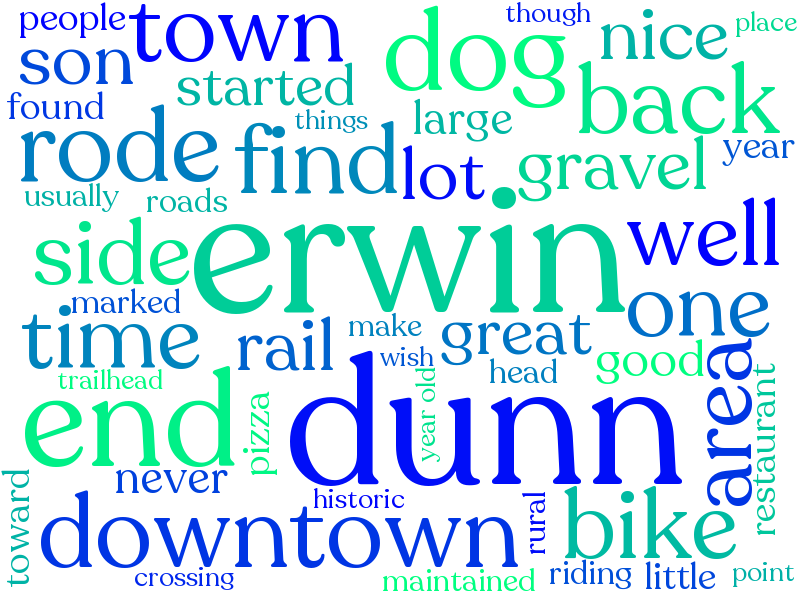 people
town
though
place
son
dog
nice
started
back
found
things
large
rode
find
lot
gravel
year
usually
roads
side
erwin
well
marked
time
rail
make
great
one
wish
head
good
area
trailhead
end
pizza
dunn
year old
restaurant
never
historic
toward
downtown
rural
bike
crossing
maintained
riding
little
point